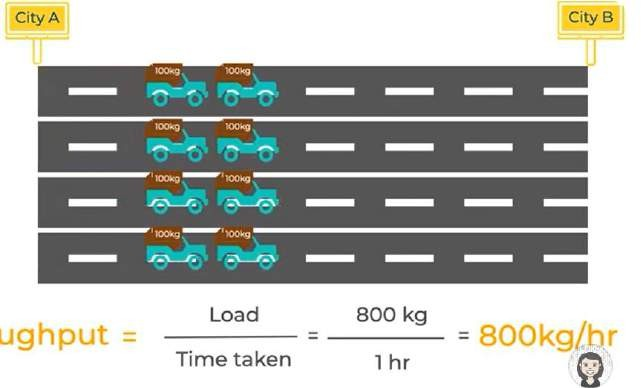 City A
City B
100kg 100kg
100kg 100kg
100kg 100kg
100kg 100kg
ughput = Load / Time taken = 800 kg / 1 hr = 800kg/hr